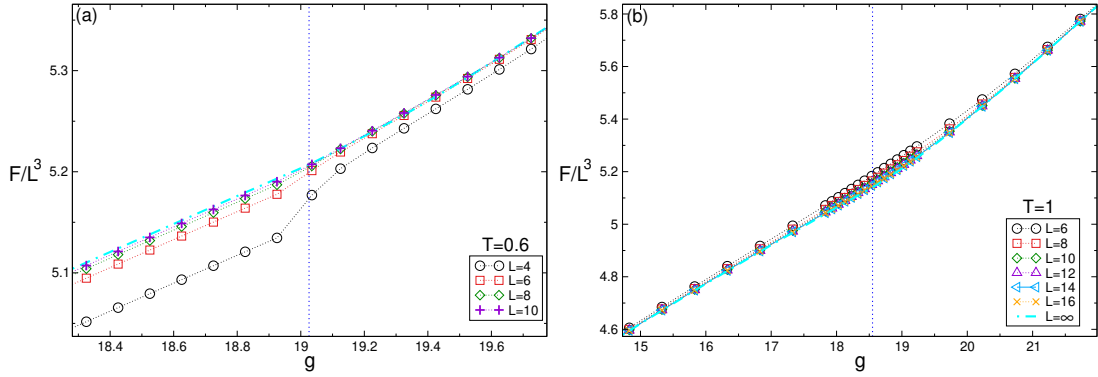 (a)
F/L³
5.3
5.2
5.1
18.4 18.6 18.8 19 19.2 19.4 19.6
g
T=0.6
L=4
L=6
L=8
L=10
(b)
F/L³
5.8
5.6
5.4
5.2
5
4.8
4.6
15 16 17 18 19 20 21
g
T=1
L=6
L=8
L=10
L=12
L=14
L=16
L=∞